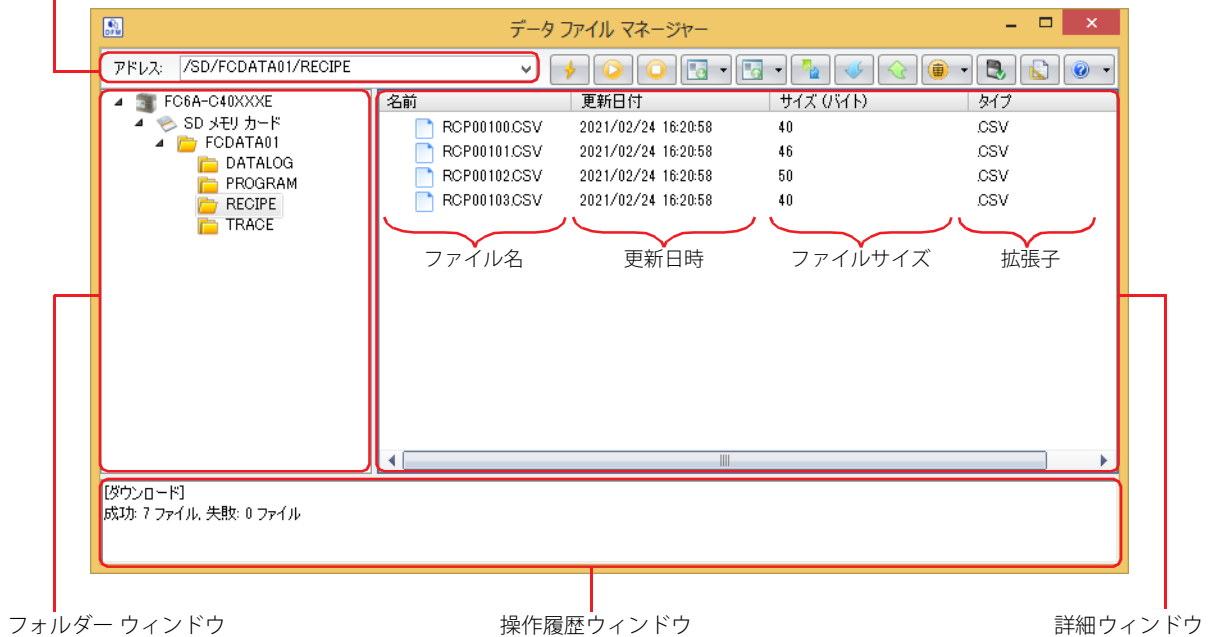 DFM
データ ファイル マネージャー
アドレス: /SD/FCDATA01/RECIPE
FC6A-C40XXXE
SD メモリ カード
FCDATA01
DATALOG
PROGRAM
RECIPE
TRACE
名前 更新日付 サイズ (バイト) タイプ
RCP00100.CSV 2021/02/24 16:20:58 40 .CSV
RCP00101.CSV 2021/02/24 16:20:58 46 .CSV
RCP00102.CSV 2021/02/24 16:20:58 50 .CSV
RCP00103.CSV 2021/02/24 16:20:58 40 .CSV
ファイル名 更新日時 ファイルサイズ 拡張子
[ダウンロード]
成功: 7 ファイル, 失敗: 0 ファイル
フォルダー ウィンドウ 操作履歴ウィンドウ 詳細ウィンドウ